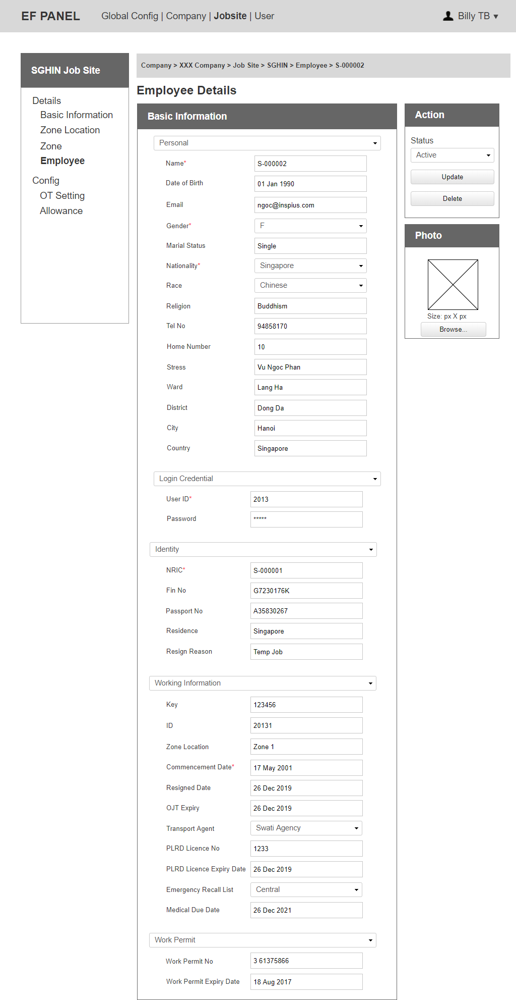 EF PANEL
Global Config | Company | Jobsite | User
Billy TB ▼
SGHIN Job Site
Details
Basic Information
Zone Location
Zone
Employee
Config
OT Setting
Allowance
Company > XXX Company > Job Site > SGHIN > Employee > S-000002
Employee Details
Basic Information
Personal
Name* S-000002
Date of Birth 01 Jan 1990
Email ngoc@inspius.com
Gender* F
Marial Status Single
Nationality* Singapore
Race Chinese
Religion Buddhism
Tel No 94858170
Home Number 10
Stress Vu Ngoc Phan
Ward Lang Ha
District Dong Da
City Hanoi
Country Singapore
Login Credential
User ID* 2013
Password *****
Identity
NRIC* S-000001
Fin No G7230176K
Passport No A35830267
Residence Singapore
Resign Reason Temp Job
Working Information
Key 123456
ID 20131
Zone Location Zone 1
Commencement Date* 17 May 2001
Resigned Date 26 Dec 2019
OJT Expiry 26 Dec 2019
Transport Agent Swati Agency
PLRD Licence No 1233
PLRD Licence Expiry Date 26 Dec 2019
Emergency Recall List Central
Medical Due Date 26 Dec 2021
Work Permit
Work Permit No 3 61375866
Work Permit Expiry Date 18 Aug 2017
Action
Status
Active
Update
Delete
Photo
Size: px X px
Browse...